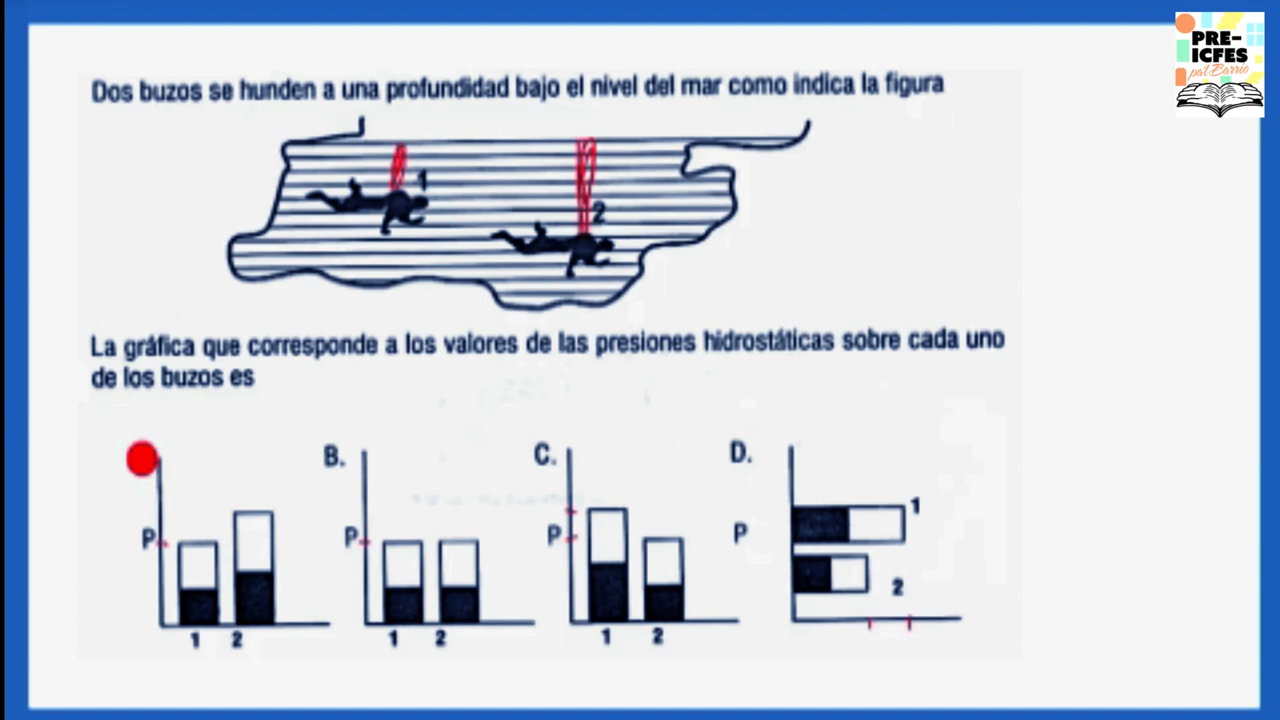 PRE-
ICFES
pal Barrio
Dos buzos se hunden a una profundidad bajo el nivel del mar como indica la figura
1
2
La gráfica que corresponde a los valores de las presiones hidrostáticas sobre cada uno
de los buzos es
P
1 2
B.
P
1 2
C.
P
1 2
D.
P
1
2